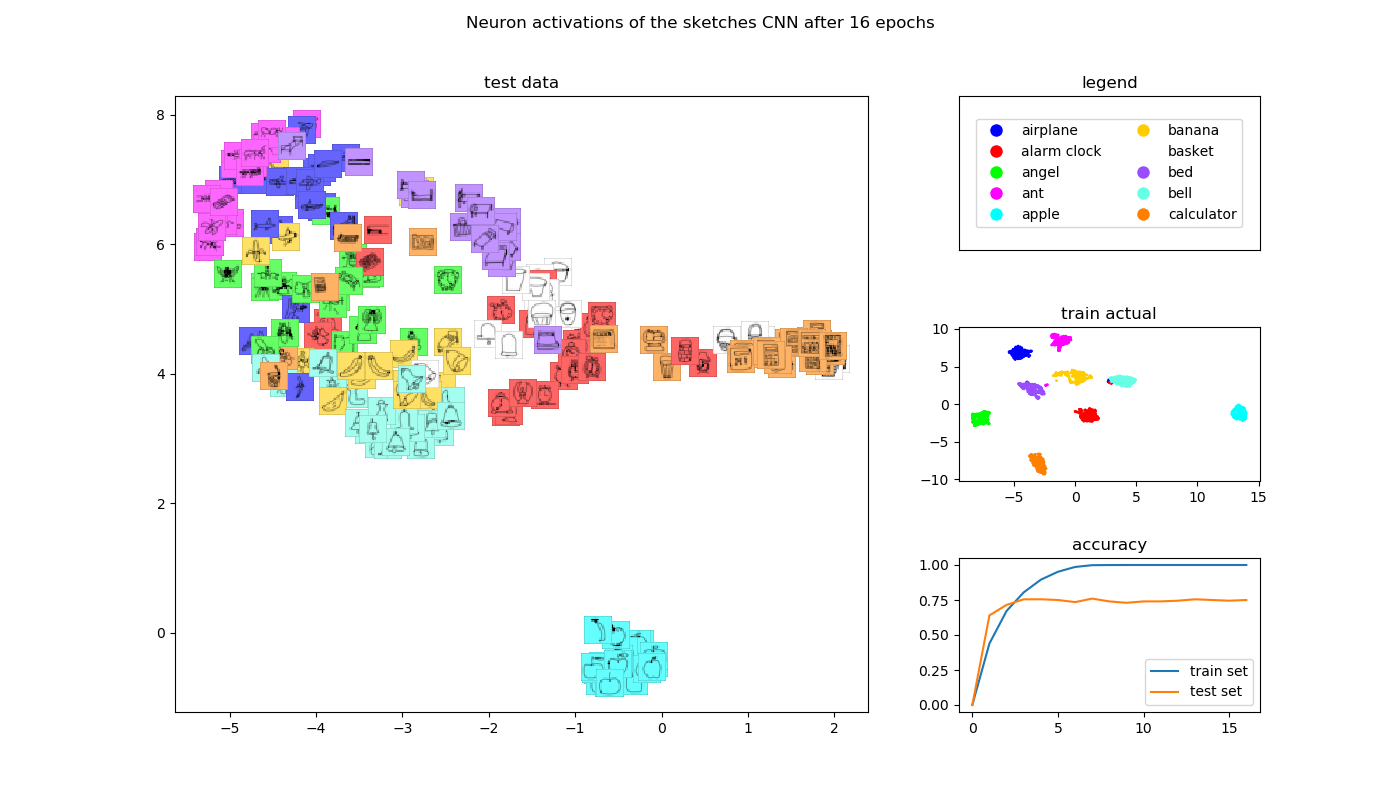 Neuron activations of the sketches CNN after 16 epochs
test data
8
6
4
2
0
−5 −4 −3 −2 −1 0 1 2
legend
airplane banana
alarm clock basket
angel bed
ant bell
apple calculator
train actual
10
5
0
−5
−10
−5 0 5 10 15
accuracy
1.00
0.75
0.50
0.25
0.00
train set
test set
0 5 10 15